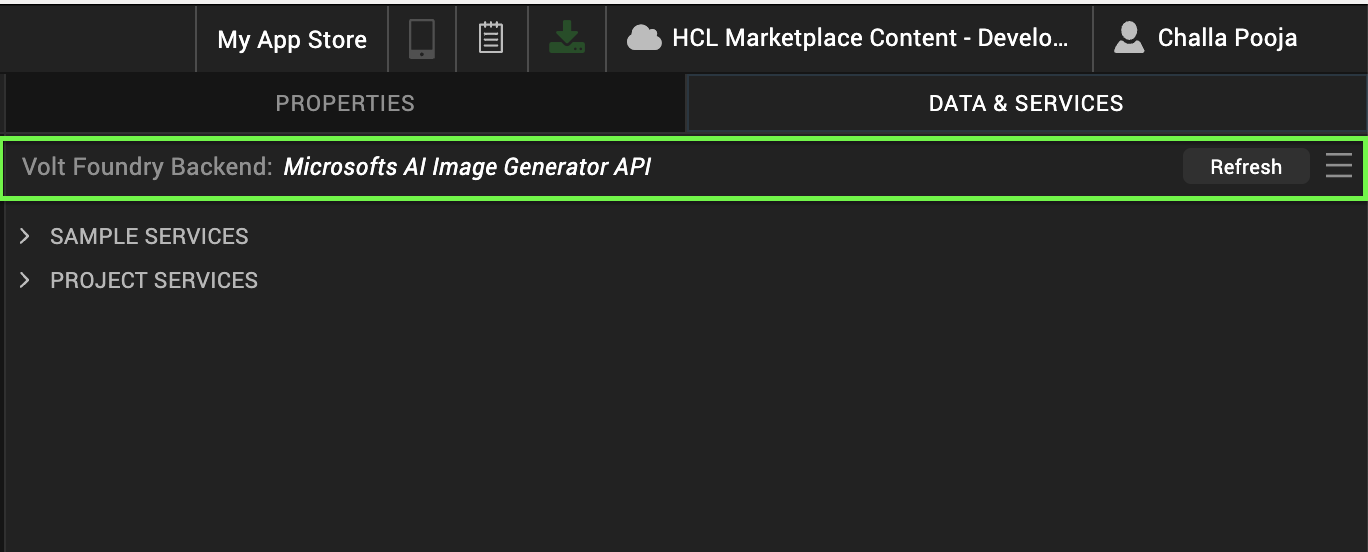 My App Store HCL Marketplace Content - Develo... Challa Pooja
PROPERTIES DATA & SERVICES
Volt Foundry Backend: Microsofts AI Image Generator API Refresh
SAMPLE SERVICES
PROJECT SERVICES